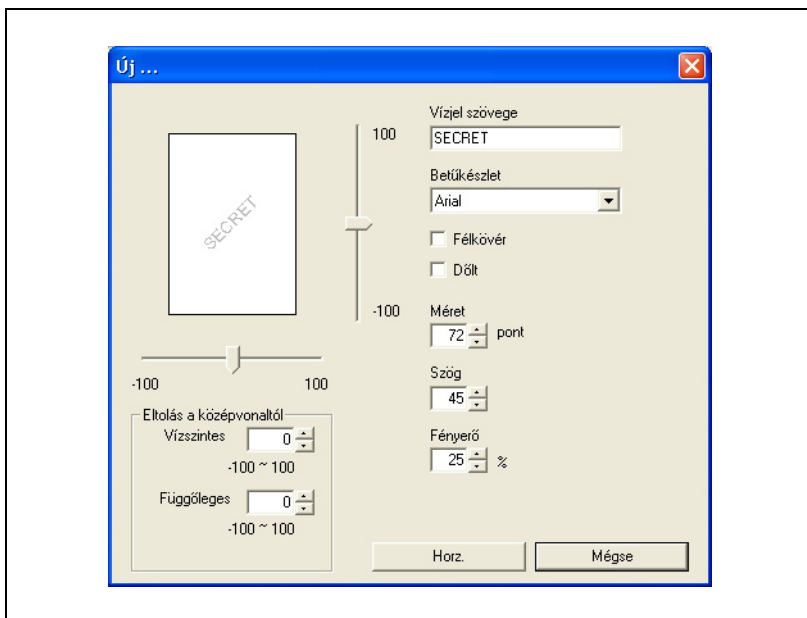 Új ...
SECRET
100
-100
-100 100
Eltolás a középvonaltól
Vízszintes 0
-100 ~ 100
Függőleges 0
-100 ~ 100
Vízjel szövege
SECRET
Betűkészlet
Arial
Félkövér
Dőlt
Méret
72 pont
Szög
45
Fényerő
25 %
Horz. Mégse